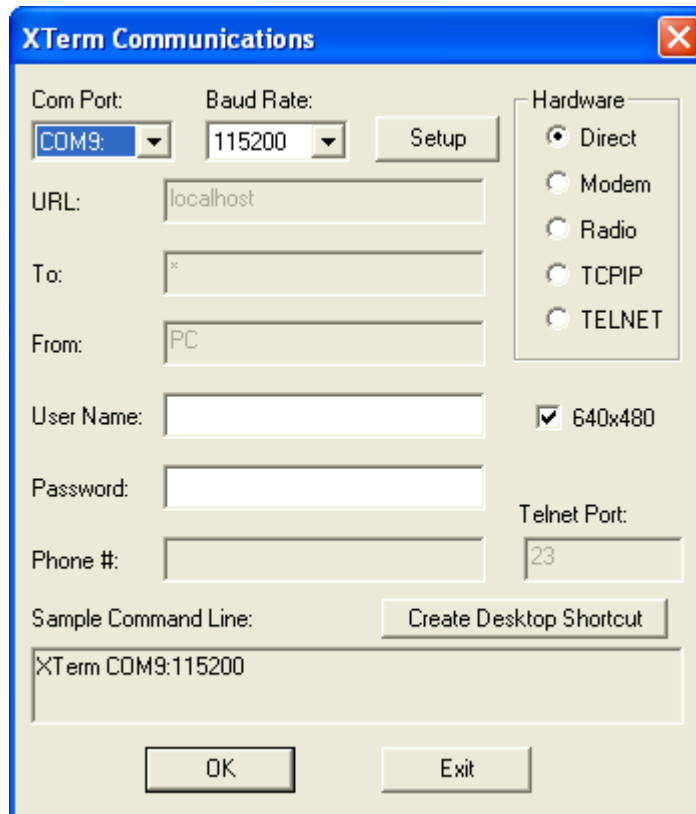 XTerm Communications
Com Port: Baud Rate: Hardware
COM9: 115200 Setup Direct
Modem
URL: localhost
Radio
To: * TCPIP
TELNET
From: PC
User Name: 640x480
Password:
Telnet Port:
Phone #: 23
Sample Command Line: Create Desktop Shortcut
XTerm COM9:115200
OK Exit